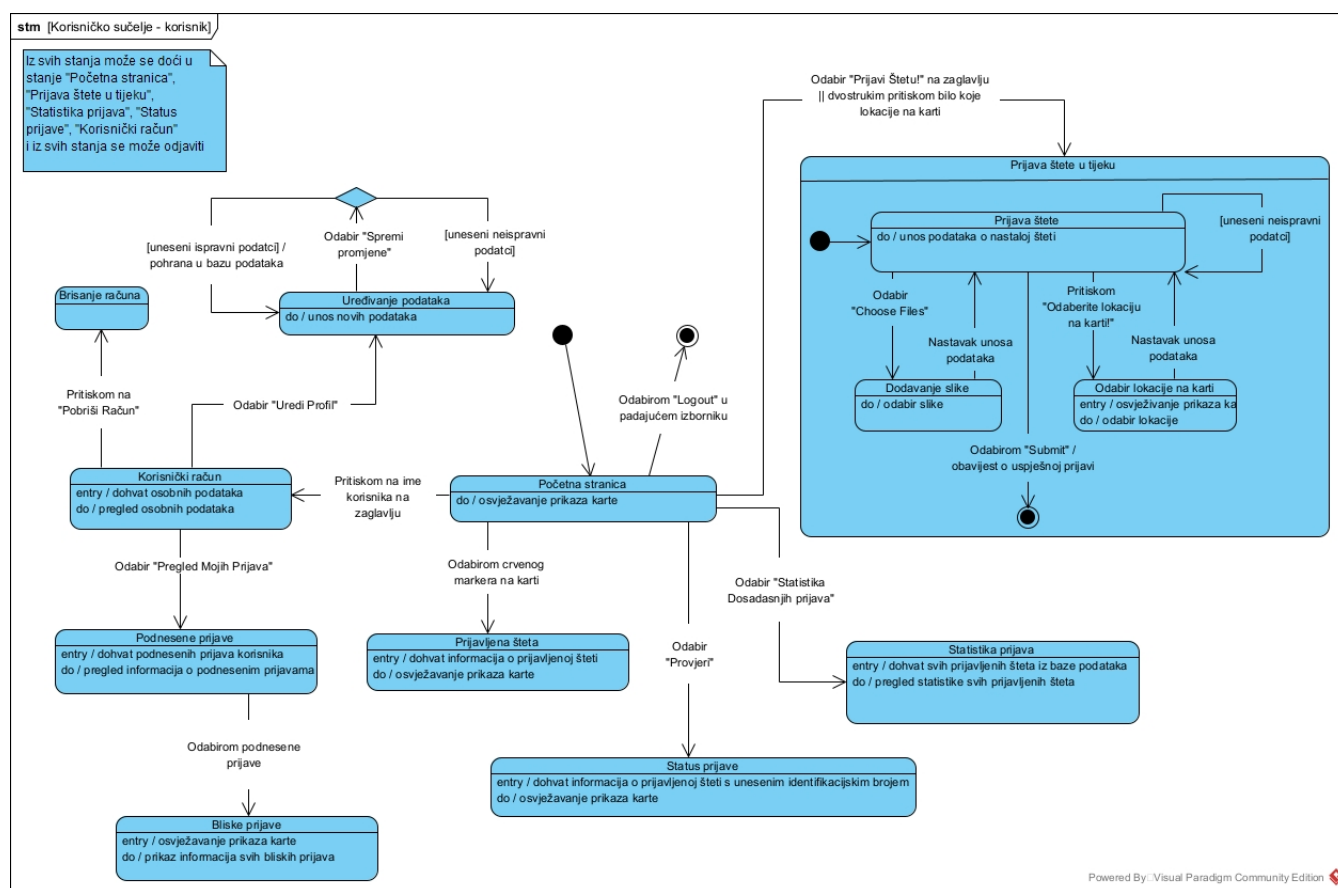 stm [Korisničko sučelje - korisnik]
Iz svih stanja može se doći u
stanje "Početna stranica",
"Prijava štete u tijeku",
"Statistika prijava", "Status
prijave", "Korisnički račun"
i iz svih stanja se može odjaviti
Odabir "Prijavi Štetu!" na zaglavlju
|| dvostrukim pritiskom bilo koje
lokacije na karti
Prijava štete u tijeku
Prijava štete
do / unos podataka o nastaloj šteti
[uneseni neispravni
podatci]
Odabir
"Choose Files"
Pritiskom
"Odaberite lokaciju
na karti!"
Nastavak unosa
podataka
Nastavak unosa
podataka
Dodavanje slike
do / odabir slike
Odabir lokacije na karti
entry / osvježivanje prikaza ka
do / odabir lokacije
Odabirom "Submit" /
obavijest o uspješnoj prijavi
[uneseni ispravni podatci] /
pohrana u bazu podataka
Odabir "Spremi
promjene"
[uneseni neispravni
podatci]
Brisanje računa
Uređivanje podataka
do / unos novih podataka
Pritiskom na
"Pobriši Račun"
Odabir "Uredi Profil"
Odabirom "Logout" u
padajućem izborniku
Korisnički račun
entry / dohvat osobnih podataka
do / pregled osobnih podataka
Pritiskom na ime
korisnika na
zaglavlju
Početna stranica
do / osvježavanje prikaza karte
Odabir "Pregled Mojih Prijava"
Odabirom crvenog
markera na karti
Odabir "Statistika
Dosadasnjih prijava"
Odabir
"Provjeri"
Podnesene prijave
entry / dohvat podnesenih prijava korisnika
do / pregled informacija o podnesenim prijavama
Prijavljena šteta
entry / dohvat informacija o prijavljenoj šteti
do / osvježavanje prikaza karte
Statistika prijava
entry / dohvat svih prijavljenih šteta iz baze podataka
do / pregled statistike svih prijavljenih šteta
Odabirom podnesene
prijave
Status prijave
entry / dohvat informacija o prijavljenoj šteti s unesenim identifikacijskim brojem
do / osvježavanje prikaza karte
Bliske prijave
entry / osvježavanje prikaza karte
do / prikaz informacija svih bliskih prijava
Powered By Visual Paradigm Community Edition